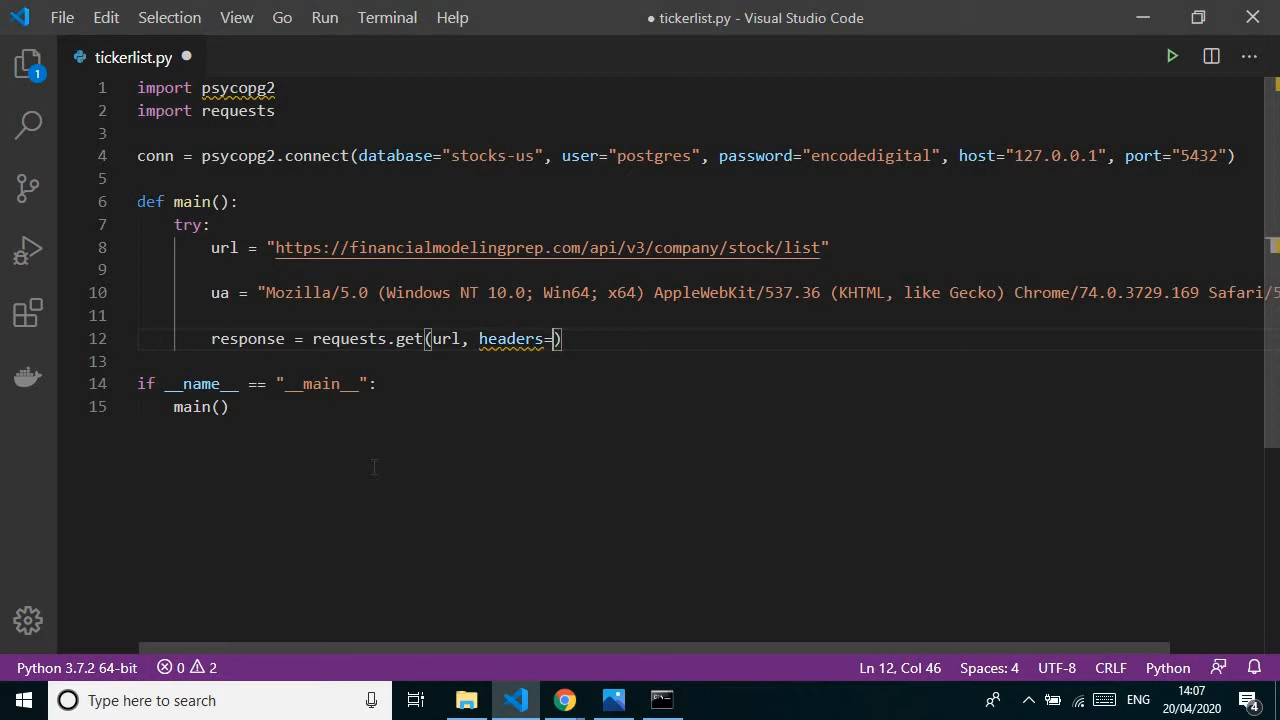 File Edit Selection View Go Run Terminal Help ● tickerlist.py - Visual Studio Code
tickerlist.py
1 import psycopg2
2 import requests
3
4 conn = psycopg2.connect(database="stocks-us", user="postgres", password="encodedigital", host="127.0.0.1", port="5432")
5
6 def main():
7 try:
8 url = "https://financialmodelingprep.com/api/v3/company/stock/list"
9
10 ua = "Mozilla/5.0 (Windows NT 10.0; Win64; x64) AppleWebKit/537.36 (KHTML, like Gecko) Chrome/74.0.3729.169 Safari/5
11
12 response = requests.get(url, headers=)
13
14 if __name__ == "__main__":
15 main()
1
Python 3.7.2 64-bit 0 2 Ln 12, Col 46 Spaces: 4 UTF-8 CRLF Python
Type here to search ENG 14:07
20/04/2020 4